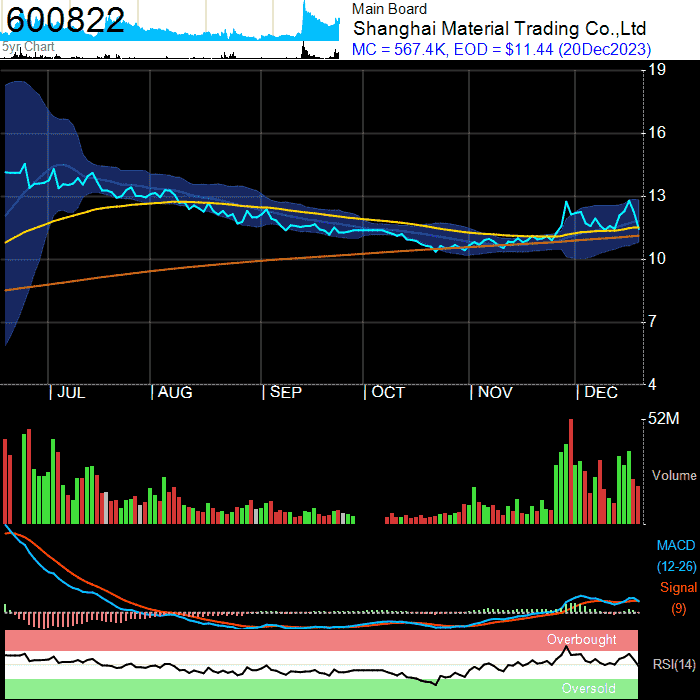 600822
5yr Chart
Main Board
Shanghai Material Trading Co.,Ltd
MC = 567.4K, EOD = $11.44 (20Dec2023)
19
16
13
10
7
4
JUL
AUG
SEP
OCT
NOV
DEC
52M
Volume
MACD
(12-26)
Signal
(9)
Overbought
RSI(14)
Oversold